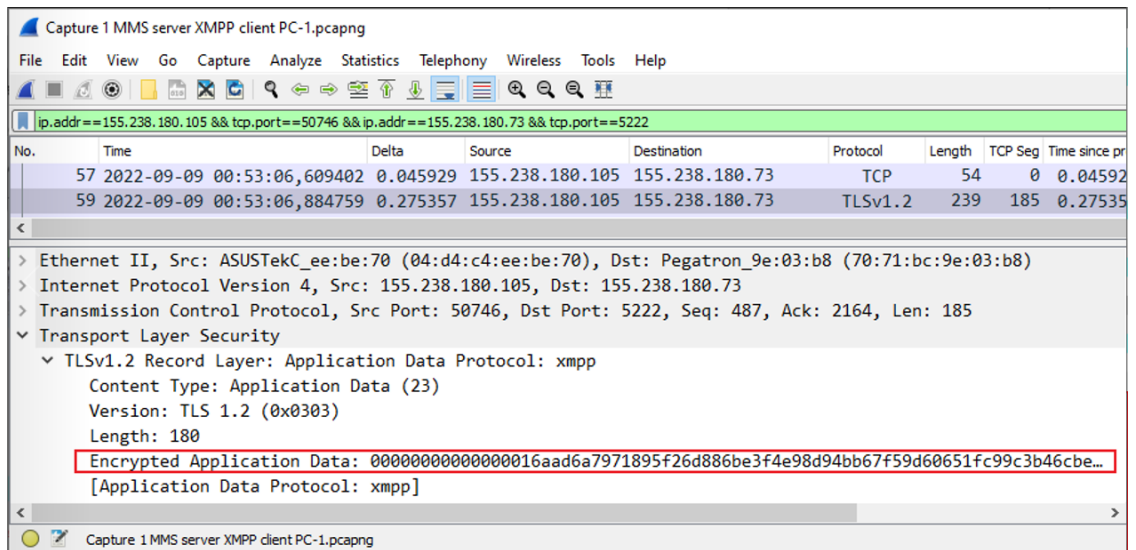 Capture 1 MMS server XMPP client PC-1.pcapng
File Edit View Go Capture Analyze Statistics Telephony Wireless Tools Help
ip.addr==155.238.180.105 && tcp.port==50746 && ip.addr==155.238.180.73 && tcp.port==5222
No. Time Delta Source Destination Protocol Length TCP Seg Time since pr
57 2022-09-09 00:53:06,609402 0.045929 155.238.180.105 155.238.180.73 TCP 54 0 0.04592
59 2022-09-09 00:53:06,884759 0.275357 155.238.180.105 155.238.180.73 TLSv1.2 239 185 0.27535
Ethernet II, Src: ASUSTekC_ee:be:70 (04:d4:c4:ee:be:70), Dst: Pegatron_9e:03:b8 (70:71:bc:9e:03:b8)
Internet Protocol Version 4, Src: 155.238.180.105, Dst: 155.238.180.73
Transmission Control Protocol, Src Port: 50746, Dst Port: 5222, Seq: 487, Ack: 2164, Len: 185
Transport Layer Security
TLSv1.2 Record Layer: Application Data Protocol: xmpp
Content Type: Application Data (23)
Version: TLS 1.2 (0x0303)
Length: 180
Encrypted Application Data: 00000000000000016aad6a7971895f26d886be3f4e98d94bb67f59d60651fc99c3b46cbe…
[Application Data Protocol: xmpp]
Capture 1 MMS server XMPP client PC-1.pcapng